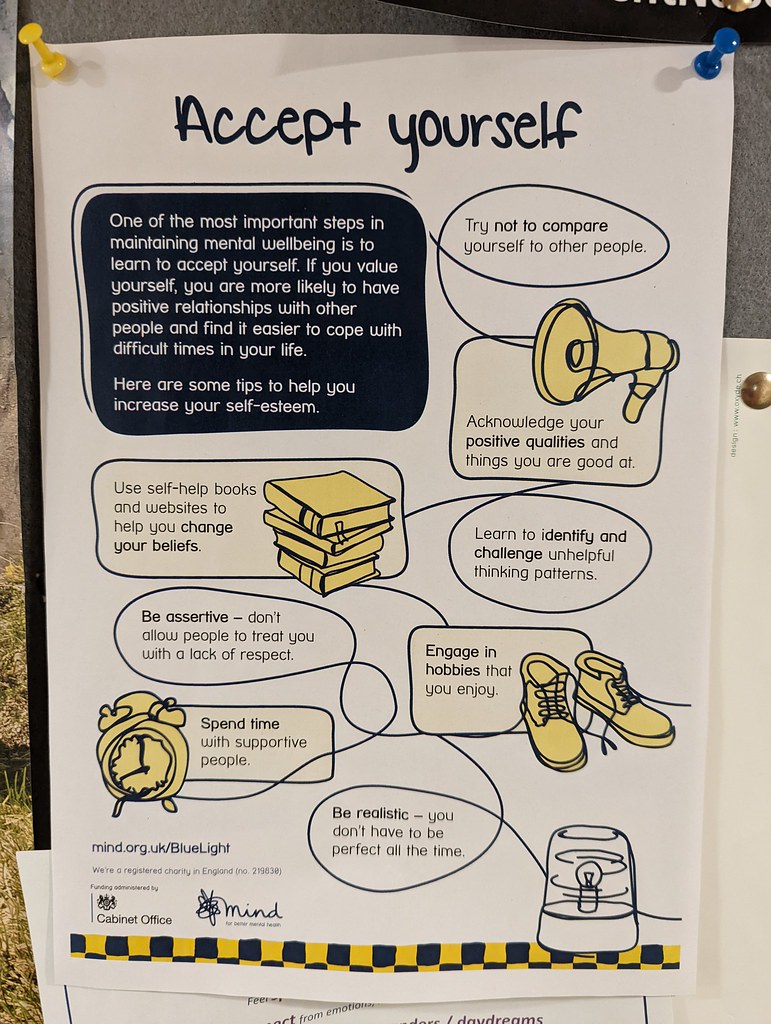 Accept yourself
One of the most important steps in
maintaining mental wellbeing is to
learn to accept yourself. If you value
yourself, you are more likely to have
positive relationships with other
people and find it easier to cope with
difficult times in your life.
Here are some tips to help you
increase your self-esteem.
Try not to compare
yourself to other people.
Acknowledge your
positive qualities and
things you are good at.
Use self-help books
and websites to
help you change
your beliefs.
Learn to identify and
challenge unhelpful
thinking patterns.
Be assertive – don't
allow people to treat you
with a lack of respect.
Engage in
hobbies that
you enjoy.
Spend time
with supportive
people.
Be realistic – you
don't have to be
perfect all the time.
mind.org.uk/BlueLight
We're a registered charity in England (no. 219830)
Funding administered by
Cabinet Office
mind
for better mental health
design: www.oxyde.ch
from emotions,
/ daydreams